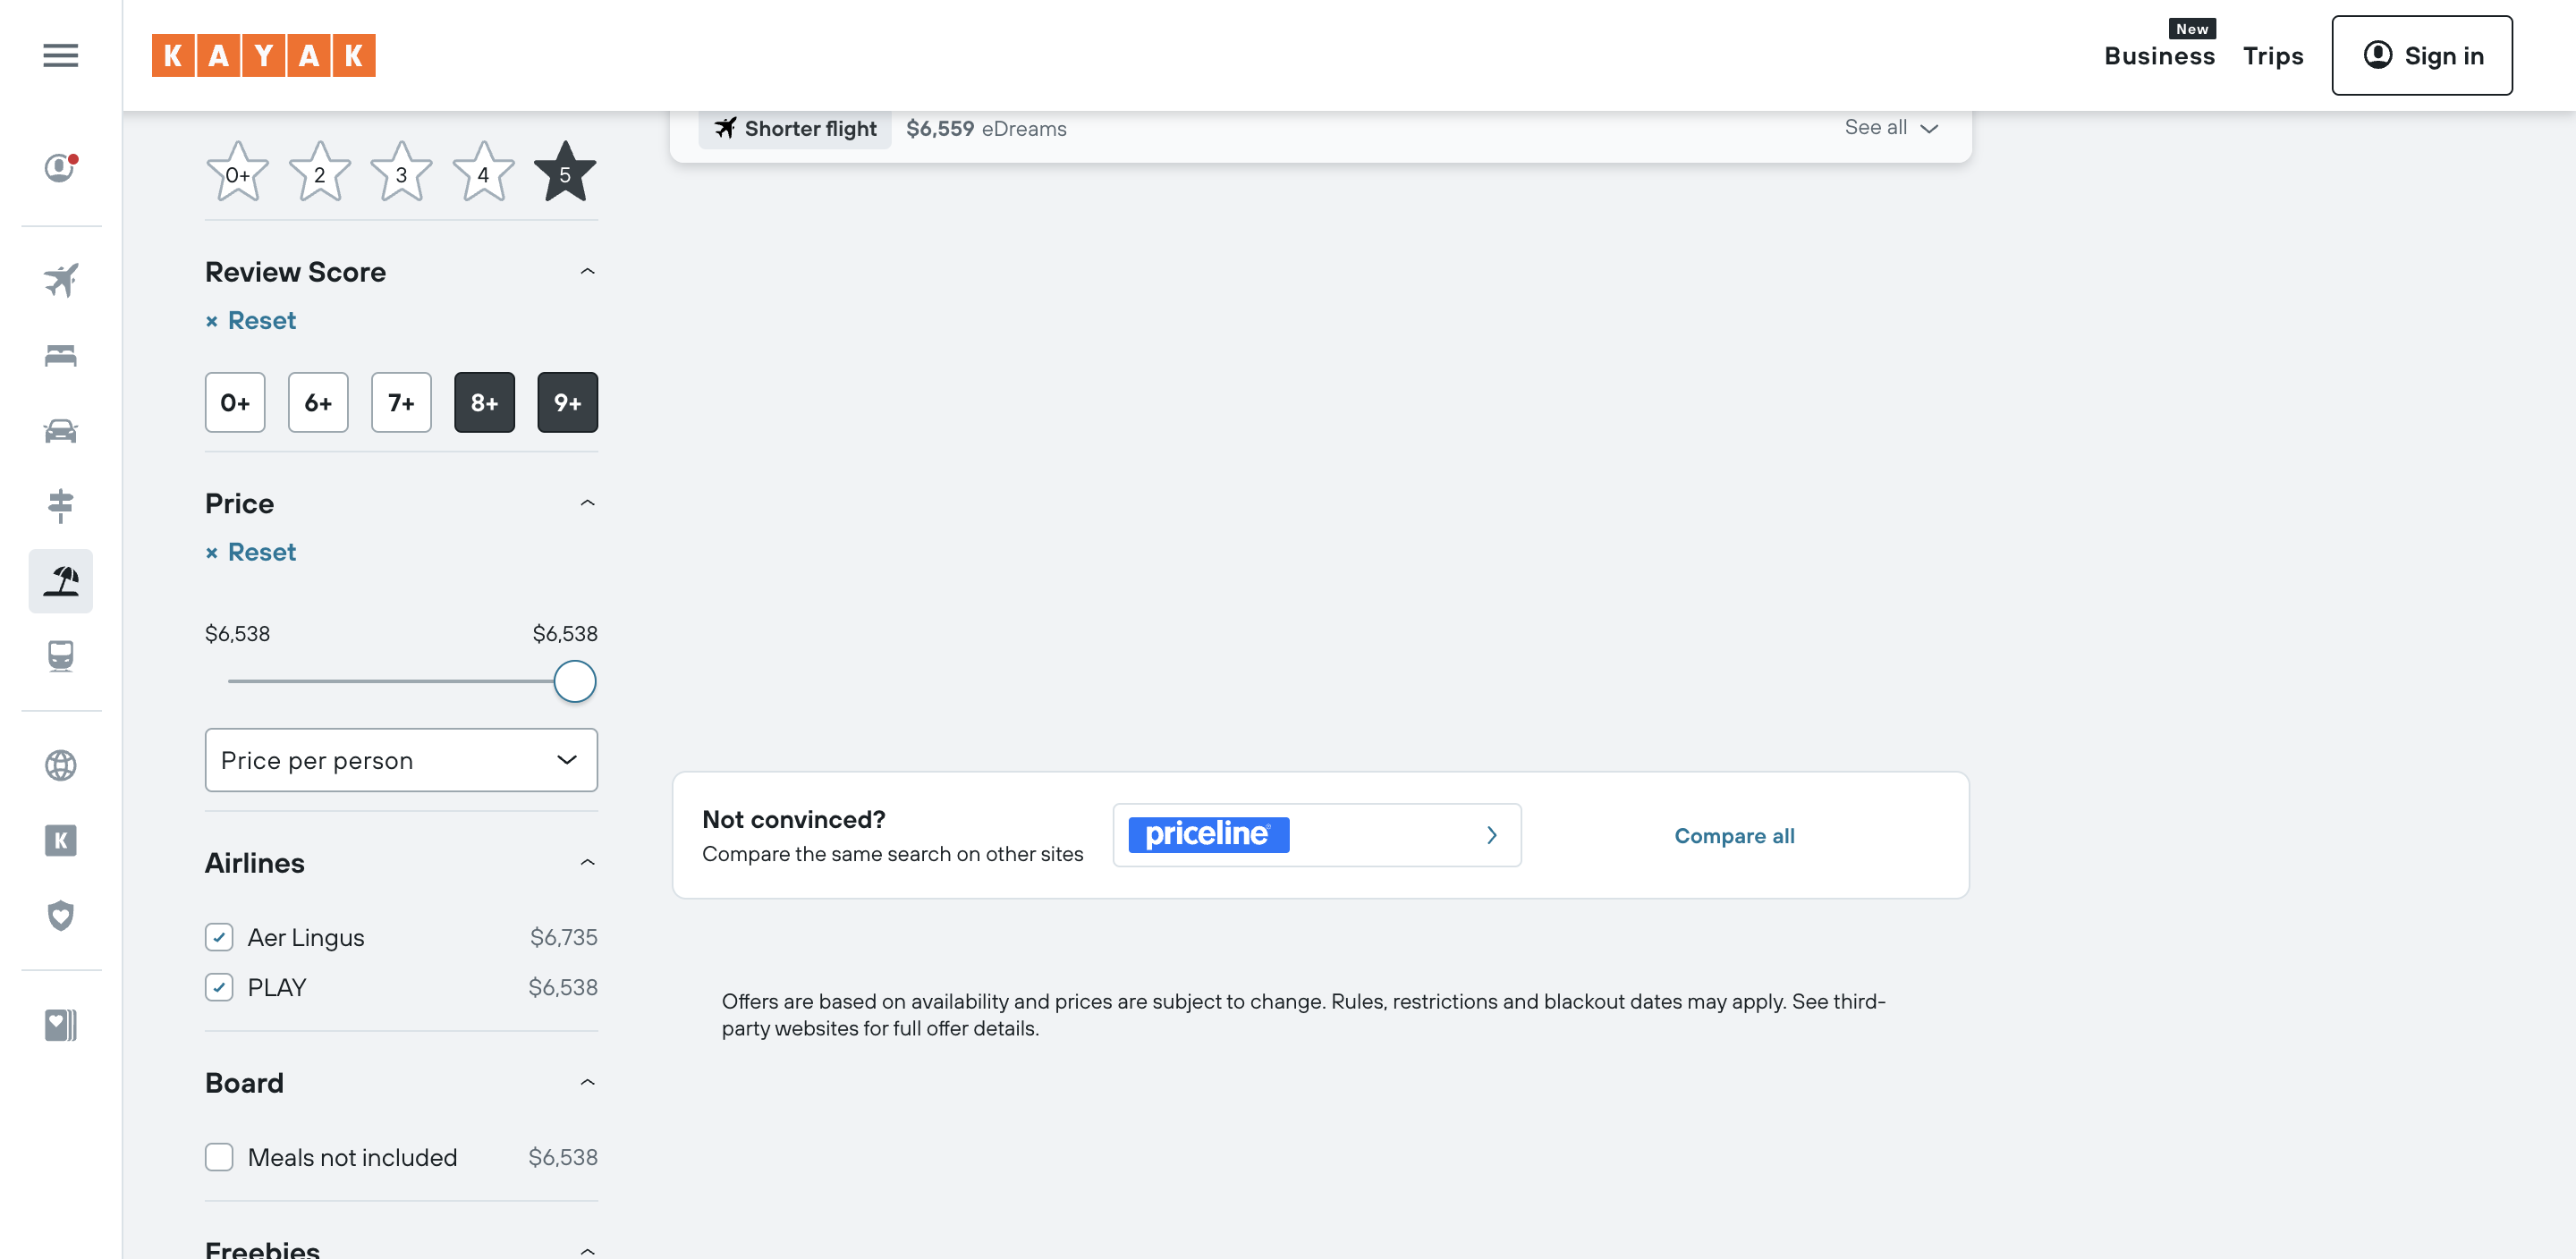 KAYAK
New
Business Trips Sign in
Shorter flight $6,559 eDreams See all
0+ 2 3 4 5
Review Score
× Reset
0+ 6+ 7+ 8+ 9+
Price
× Reset
$6,538 $6,538
Price per person
Airlines
Aer Lingus $6,735
PLAY $6,538
Board
Meals not included $6,538
Freebies
K
Not convinced?
Compare the same search on other sites
priceline
Compare all
Offers are based on availability and prices are subject to change. Rules, restrictions and blackout dates may apply. See third-
party websites for full offer details.